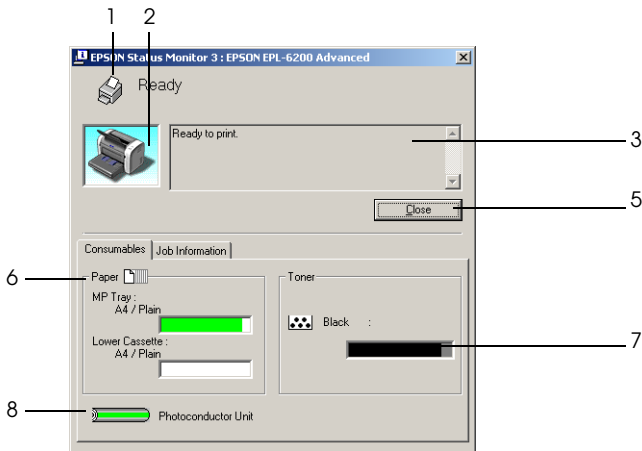 1 2
EPSON Status Monitor 3 : EPSON EPL-6200 Advanced
Ready
Ready to print.
3
Close
5
Consumables
Job Information
6
Paper
MP Tray :
A4 / Plain
Lower Cassette :
A4 / Plain
Toner
Black :
7
8
Photoconductor Unit